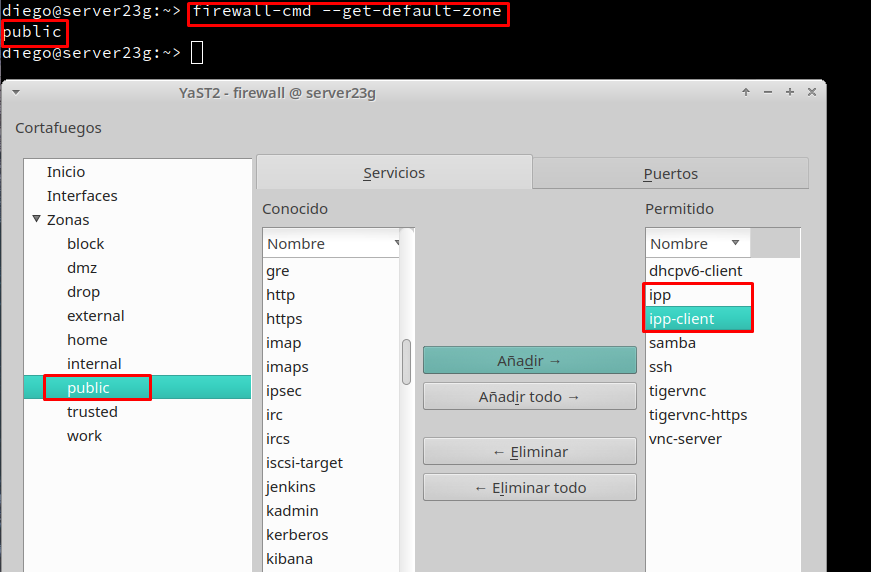 diego@server23g:~> firewall-cmd --get-default-zone
public
diego@server23g:~>
YaST2 - firewall @ server23g
Cortafuegos
Inicio
Interfaces
Zonas
block
dmz
drop
external
home
internal
public
trusted
work
Servicios
Puertos
Conocido
Nombre
gre
http
https
imap
imaps
ipsec
irc
ircs
iscsi-target
jenkins
kadmin
kerberos
kibana
Añadir →
Añadir todo →
← Eliminar
← Eliminar todo
Permitido
Nombre
dhcpv6-client
ipp
ipp-client
samba
ssh
tigervnc
tigervnc-https
vnc-server